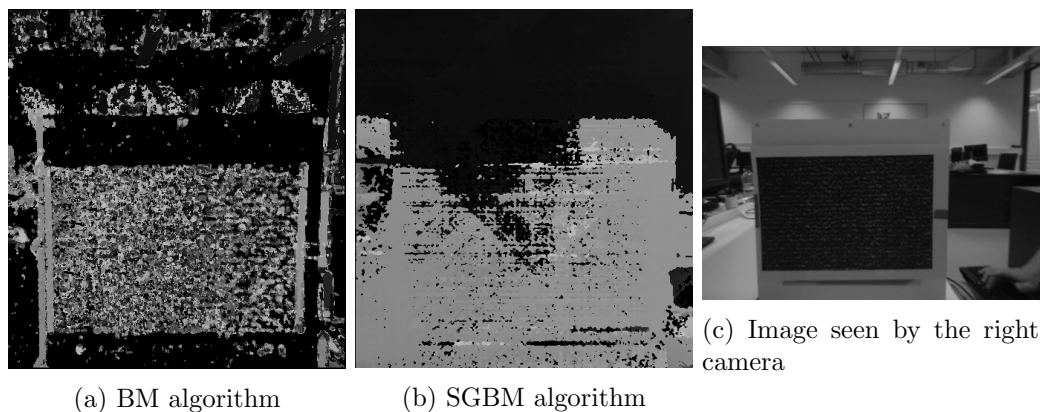 (a) BM algorithm
(b) SGBM algorithm
(c) Image seen by the right
camera